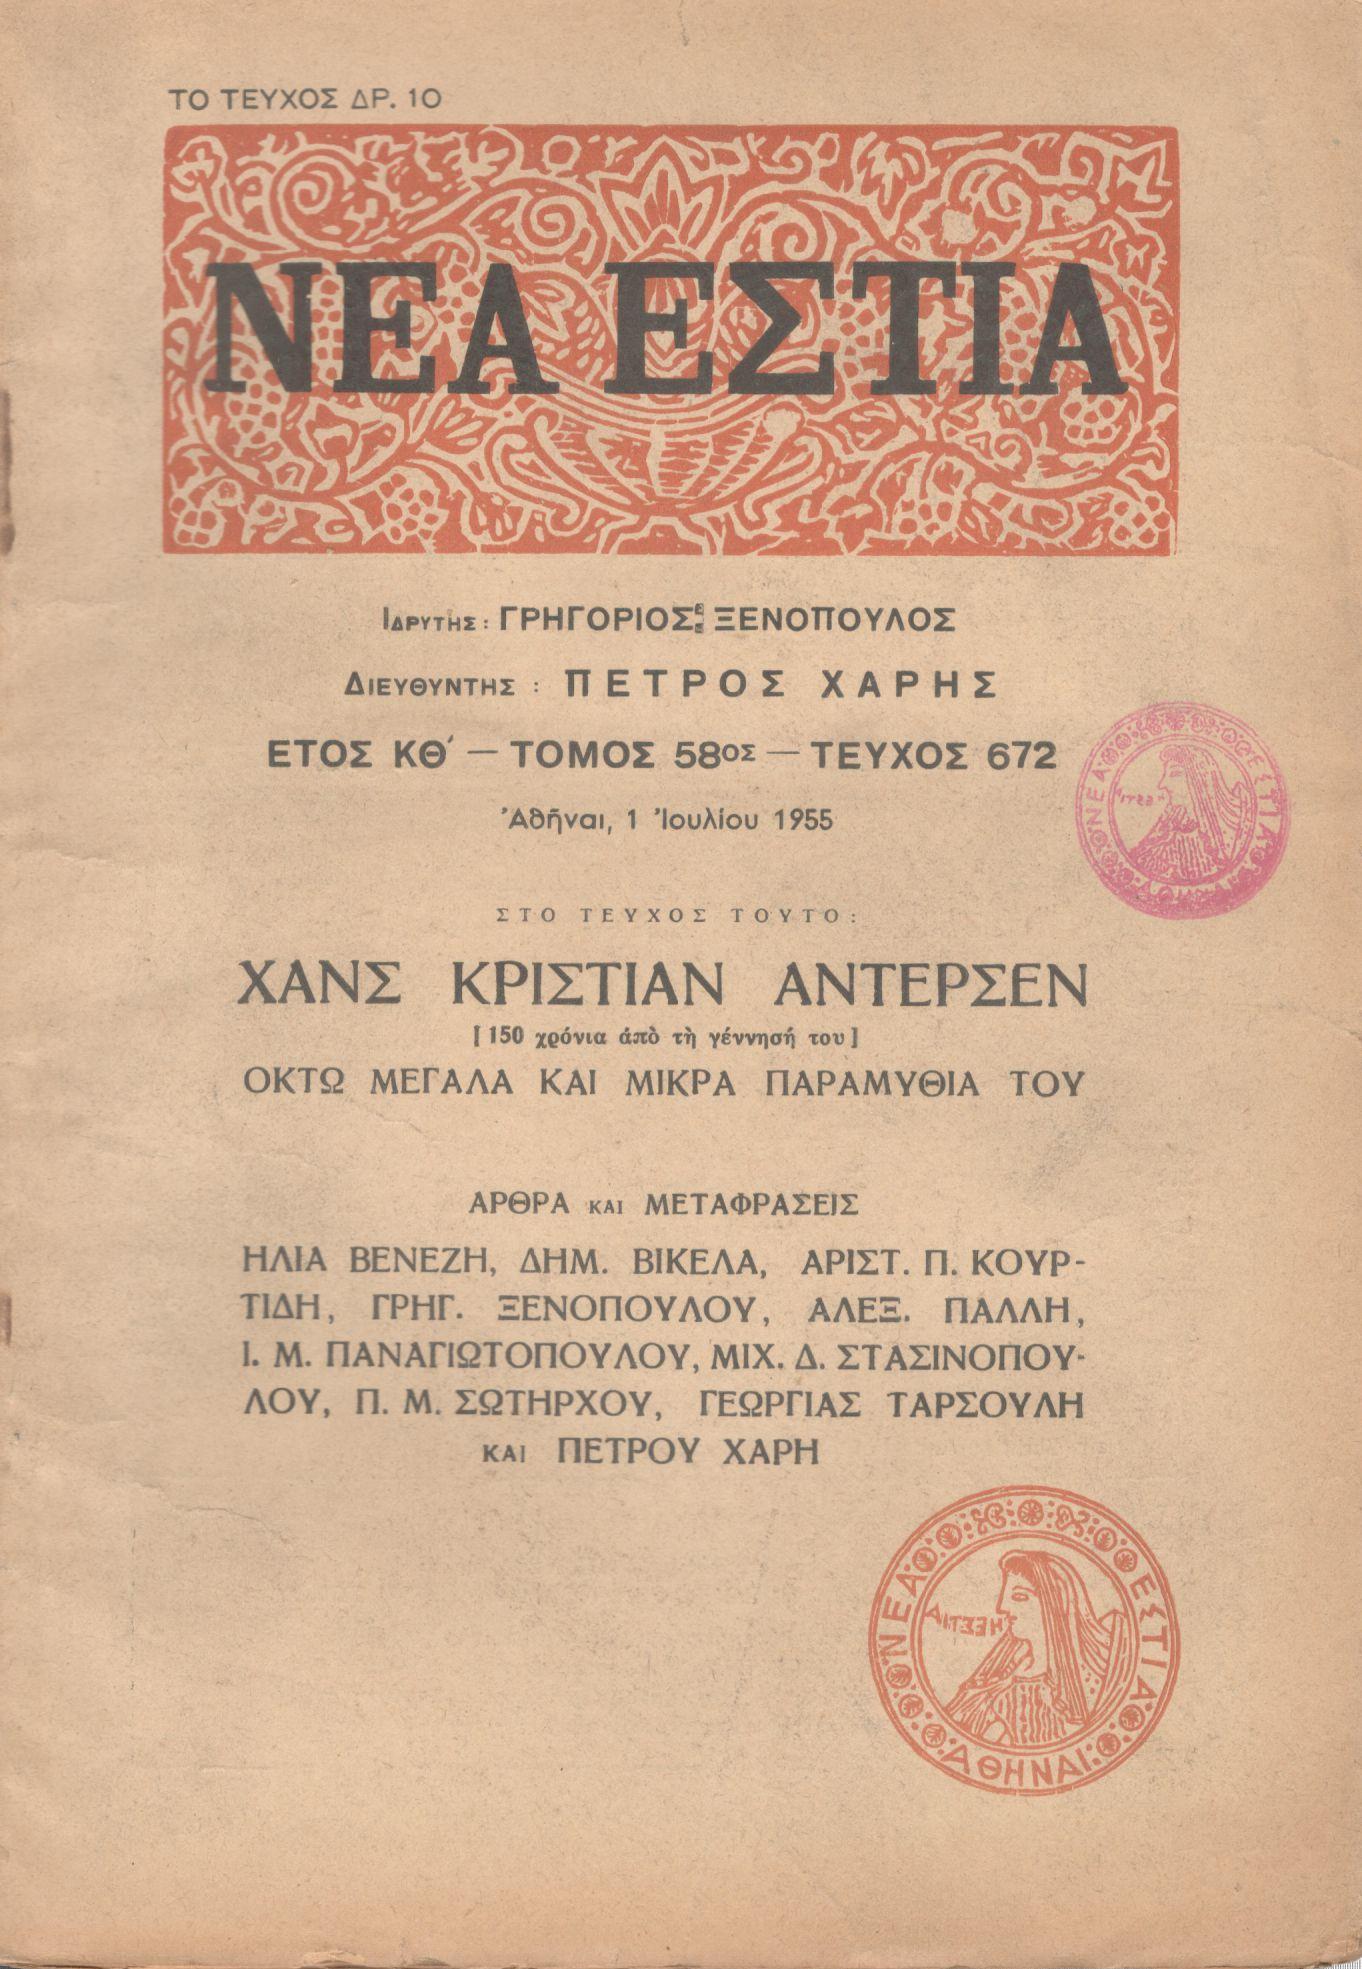 ΤΟ ΤΕΥΧΟΣ ΔΡ. 10
ΝΕΑ ΕΣΤΙΑ
ΙΔΡΥΤΗΣ : ΓΡΗΓΟΡΙΟΣ ΞΕΝΟΠΟΥΛΟΣ
ΔΙΕΥΘΥΝΤΗΣ : ΠΕΤΡΟΣ ΧΑΡΗΣ
ΕΤΟΣ ΚΘ΄ — ΤΟΜΟΣ 58ΟΣ — ΤΕΥΧΟΣ 672
Ἀθῆναι, 1 Ἰουλίου 1955
ΝΕΑ ΕΣΤΙΑ
ΣΤΟ ΤΕΥΧΟΣ ΤΟΥΤΟ:
ΧΑΝΣ ΚΡΙΣΤΙΑΝ ΑΝΤΕΡΣΕΝ
[150 χρόνια ἀπὸ τὴ γέννησή του]
ΟΚΤΩ ΜΕΓΑΛΑ ΚΑΙ ΜΙΚΡΑ ΠΑΡΑΜΥΘΙΑ ΤΟΥ
ΑΡΘΡΑ ΚΑΙ ΜΕΤΑΦΡΑΣΕΙΣ
ΗΛΙΑ ΒΕΝΕΖΗ, ΔΗΜ. ΒΙΚΕΛΑ, ΑΡΙΣΤ. Π. ΚΟΥΡ-
ΤΙΔΗ, ΓΡΗΓ. ΞΕΝΟΠΟΥΛΟΥ, ΑΛΕΞ. ΠΑΛΛΗ,
Ι. Μ. ΠΑΝΑΓΙΩΤΟΠΟΥΛΟΥ, ΜΙΧ. Δ. ΣΤΑΣΙΝΟΠΟΥ-
ΛΟΥ, Π. Μ. ΣΩΤΗΡΧΟΥ, ΓΕΩΡΓΙΑΣ ΤΑΡΣΟΥΛΗ
ΚΑΙ ΠΕΤΡΟΥ ΧΑΡΗ
ΝΕΑ ΕΣΤΙΑ
ΗΕΣΤΙΑ
ΑΘΗΝΑΙ